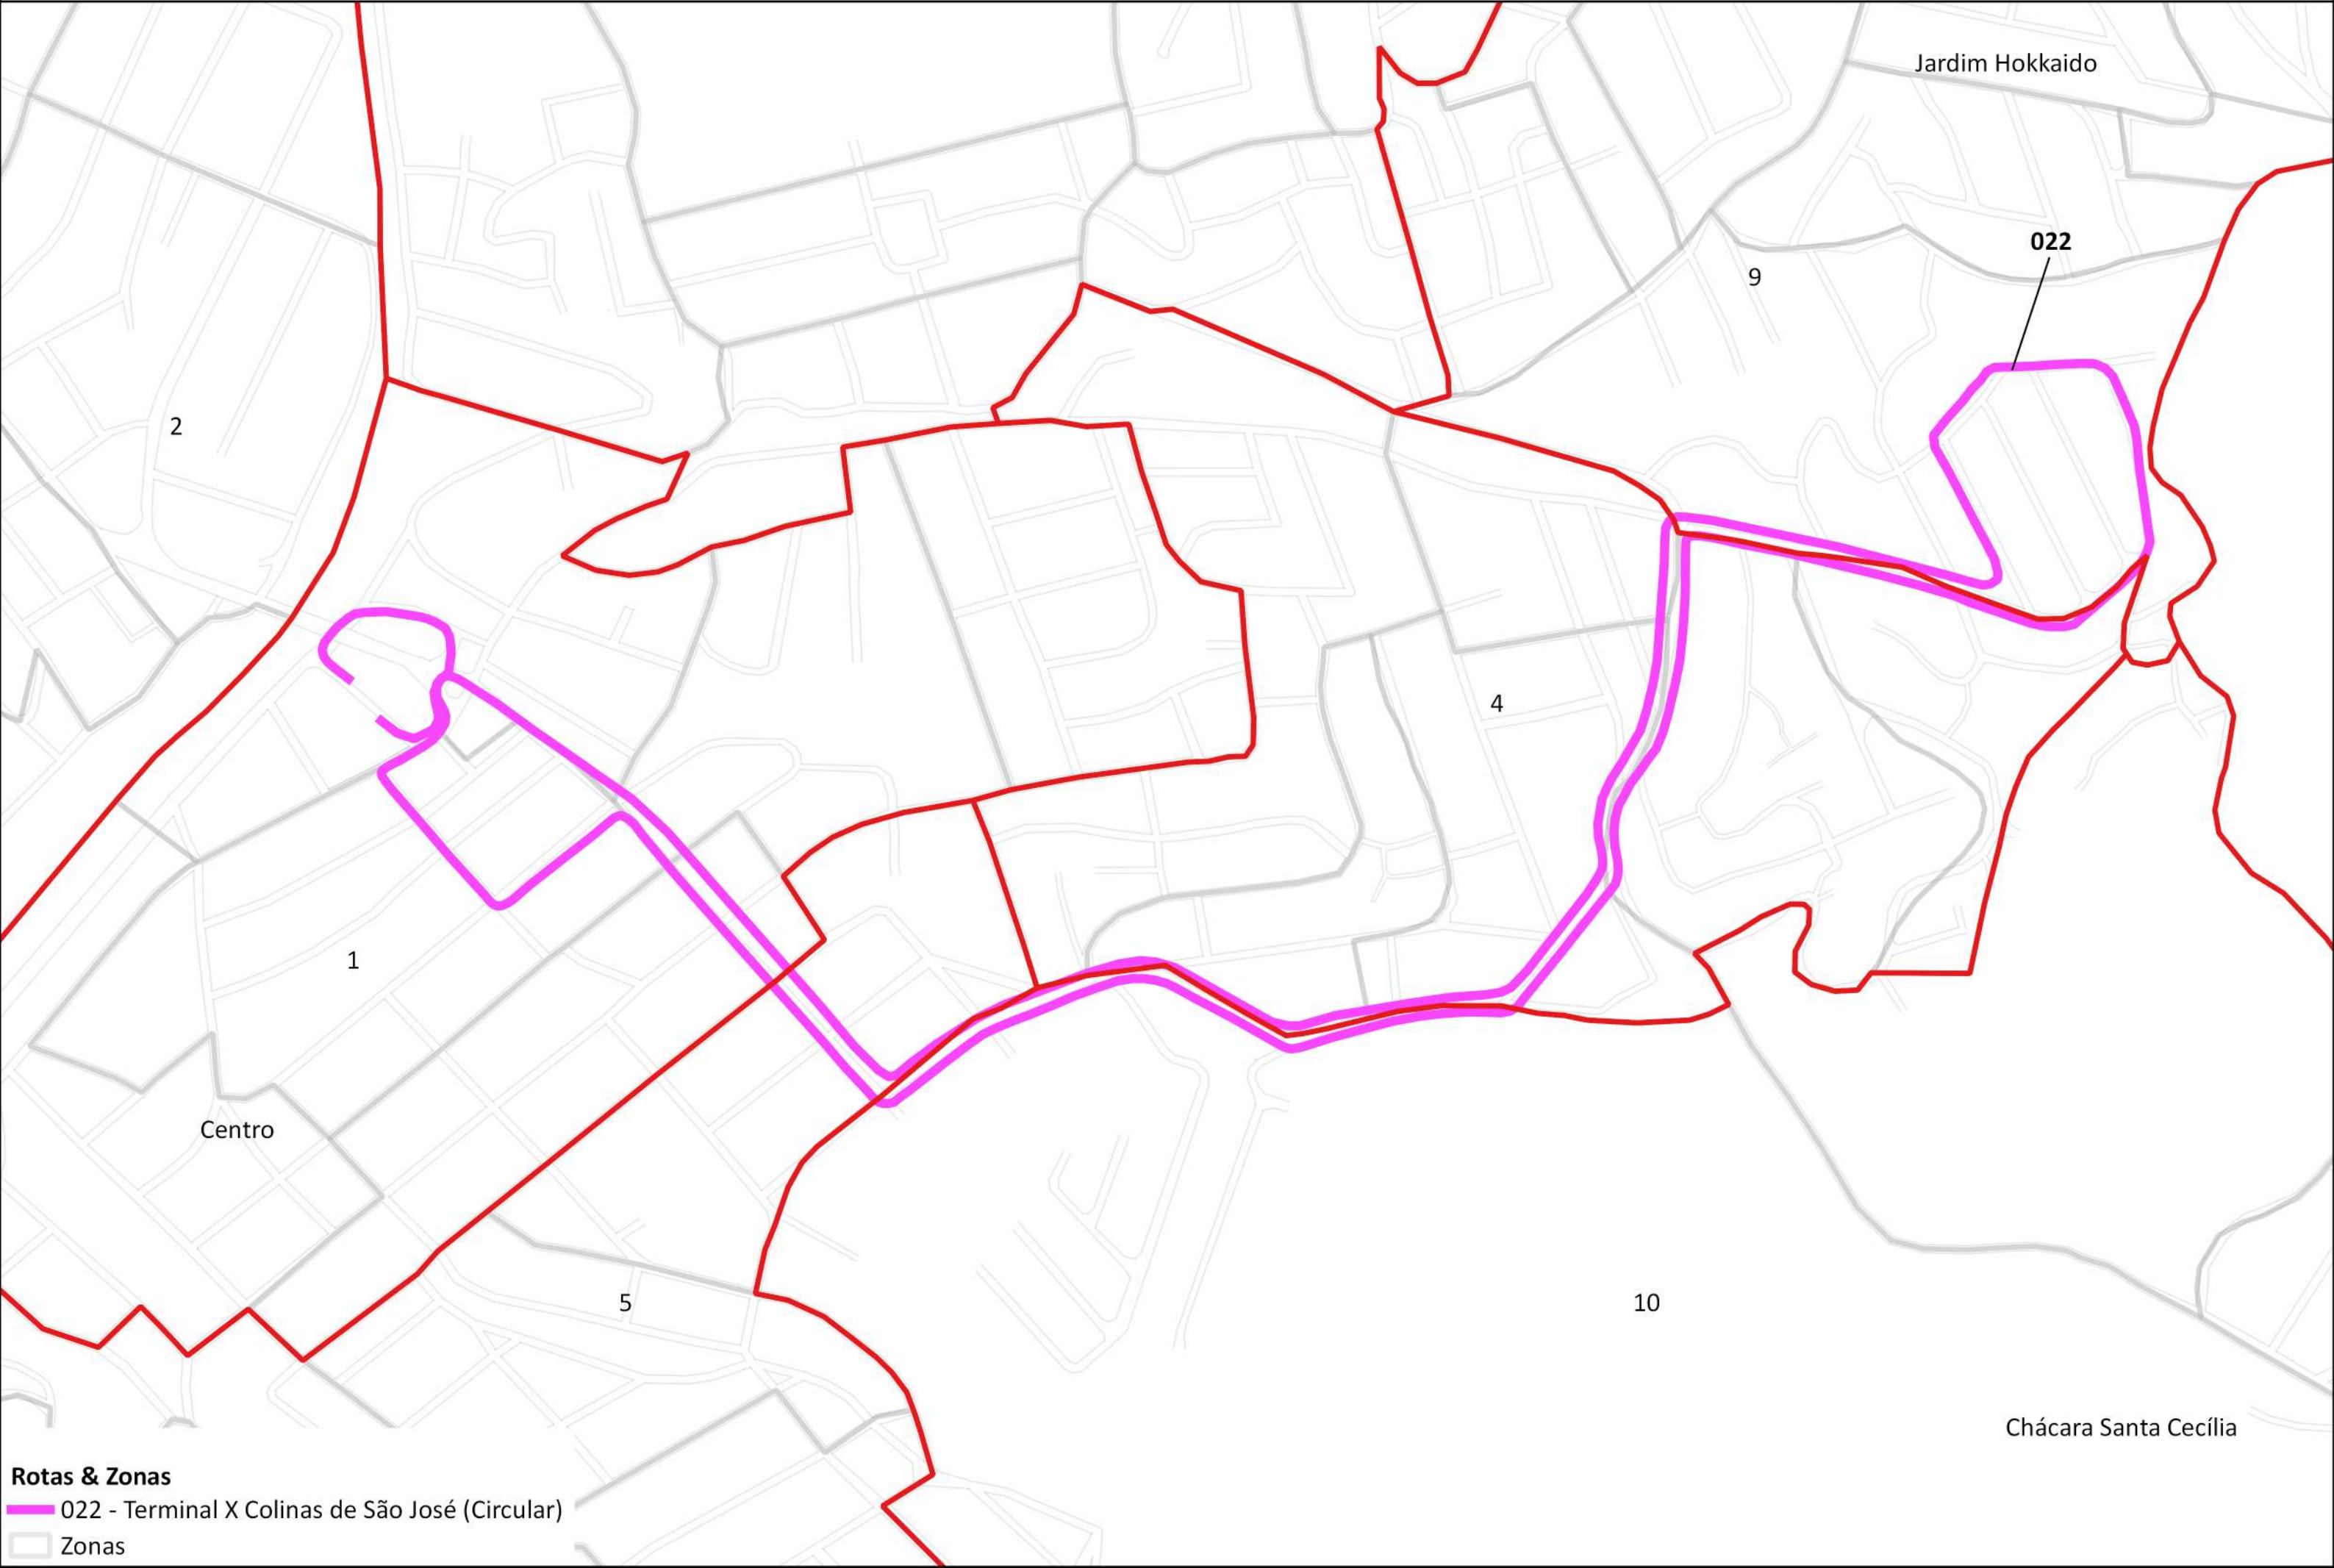 Jardim Hokkaido
022
9
2
4
1
Centro
5
10
Chácara Santa Cecília
Rotas & Zonas
022 - Terminal X Colinas de São José (Circular)
Zonas